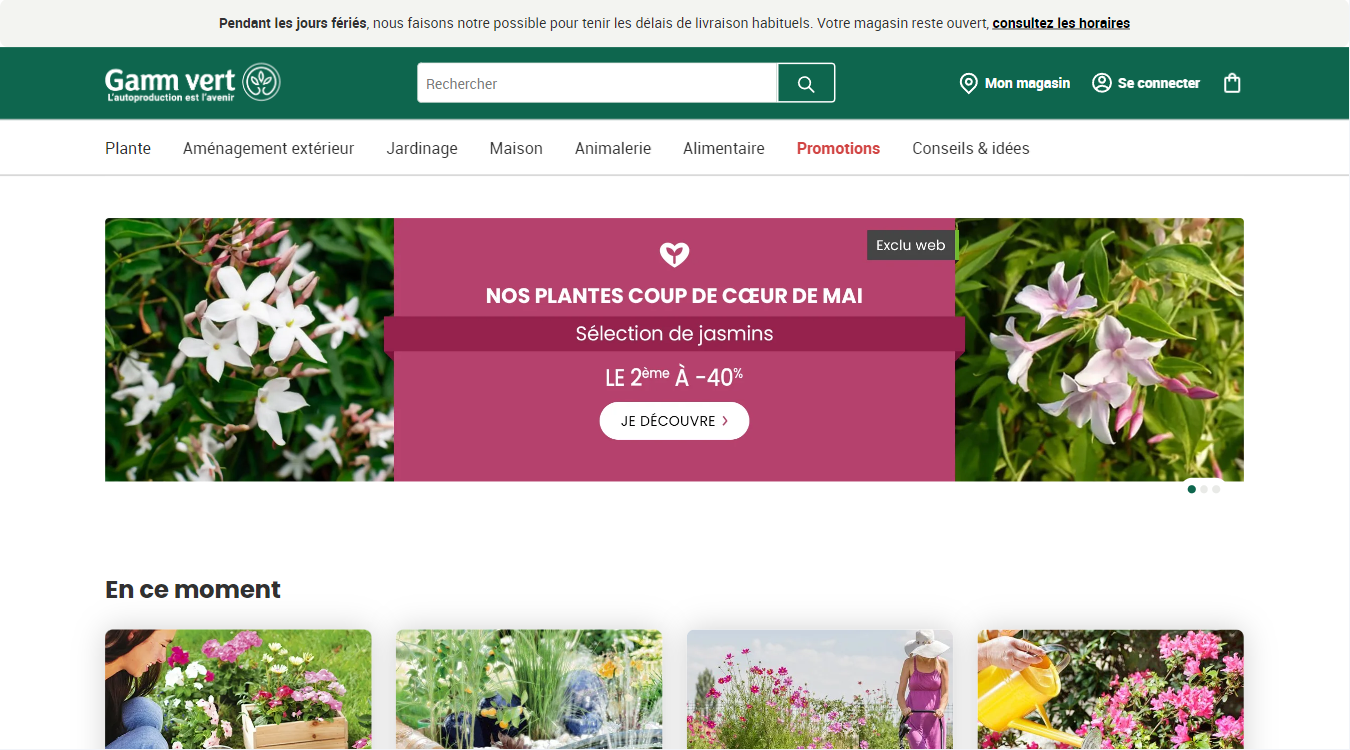 Pendant les jours fériés, nous faisons notre possible pour tenir les délais de livraison habituels. Votre magasin reste ouvert, consultez les horaires
Gamm vert
L'autoproduction est l'avenir
Rechercher
Mon magasin
Se connecter
Plante
Aménagement extérieur
Jardinage
Maison
Animalerie
Alimentaire
Promotions
Conseils & idées
Exclu web
NOS PLANTES COUP DE CŒUR DE MAI
Sélection de jasmins
LE 2ème À -40%
JE DÉCOUVRE
En ce moment